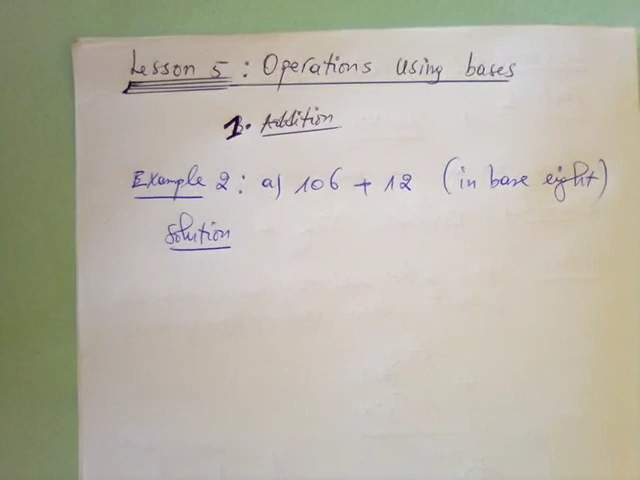 Lesson 5 : Operations using bases
1. Addition
Example 2 : a) 106 + 12 (in base eight)
Solution